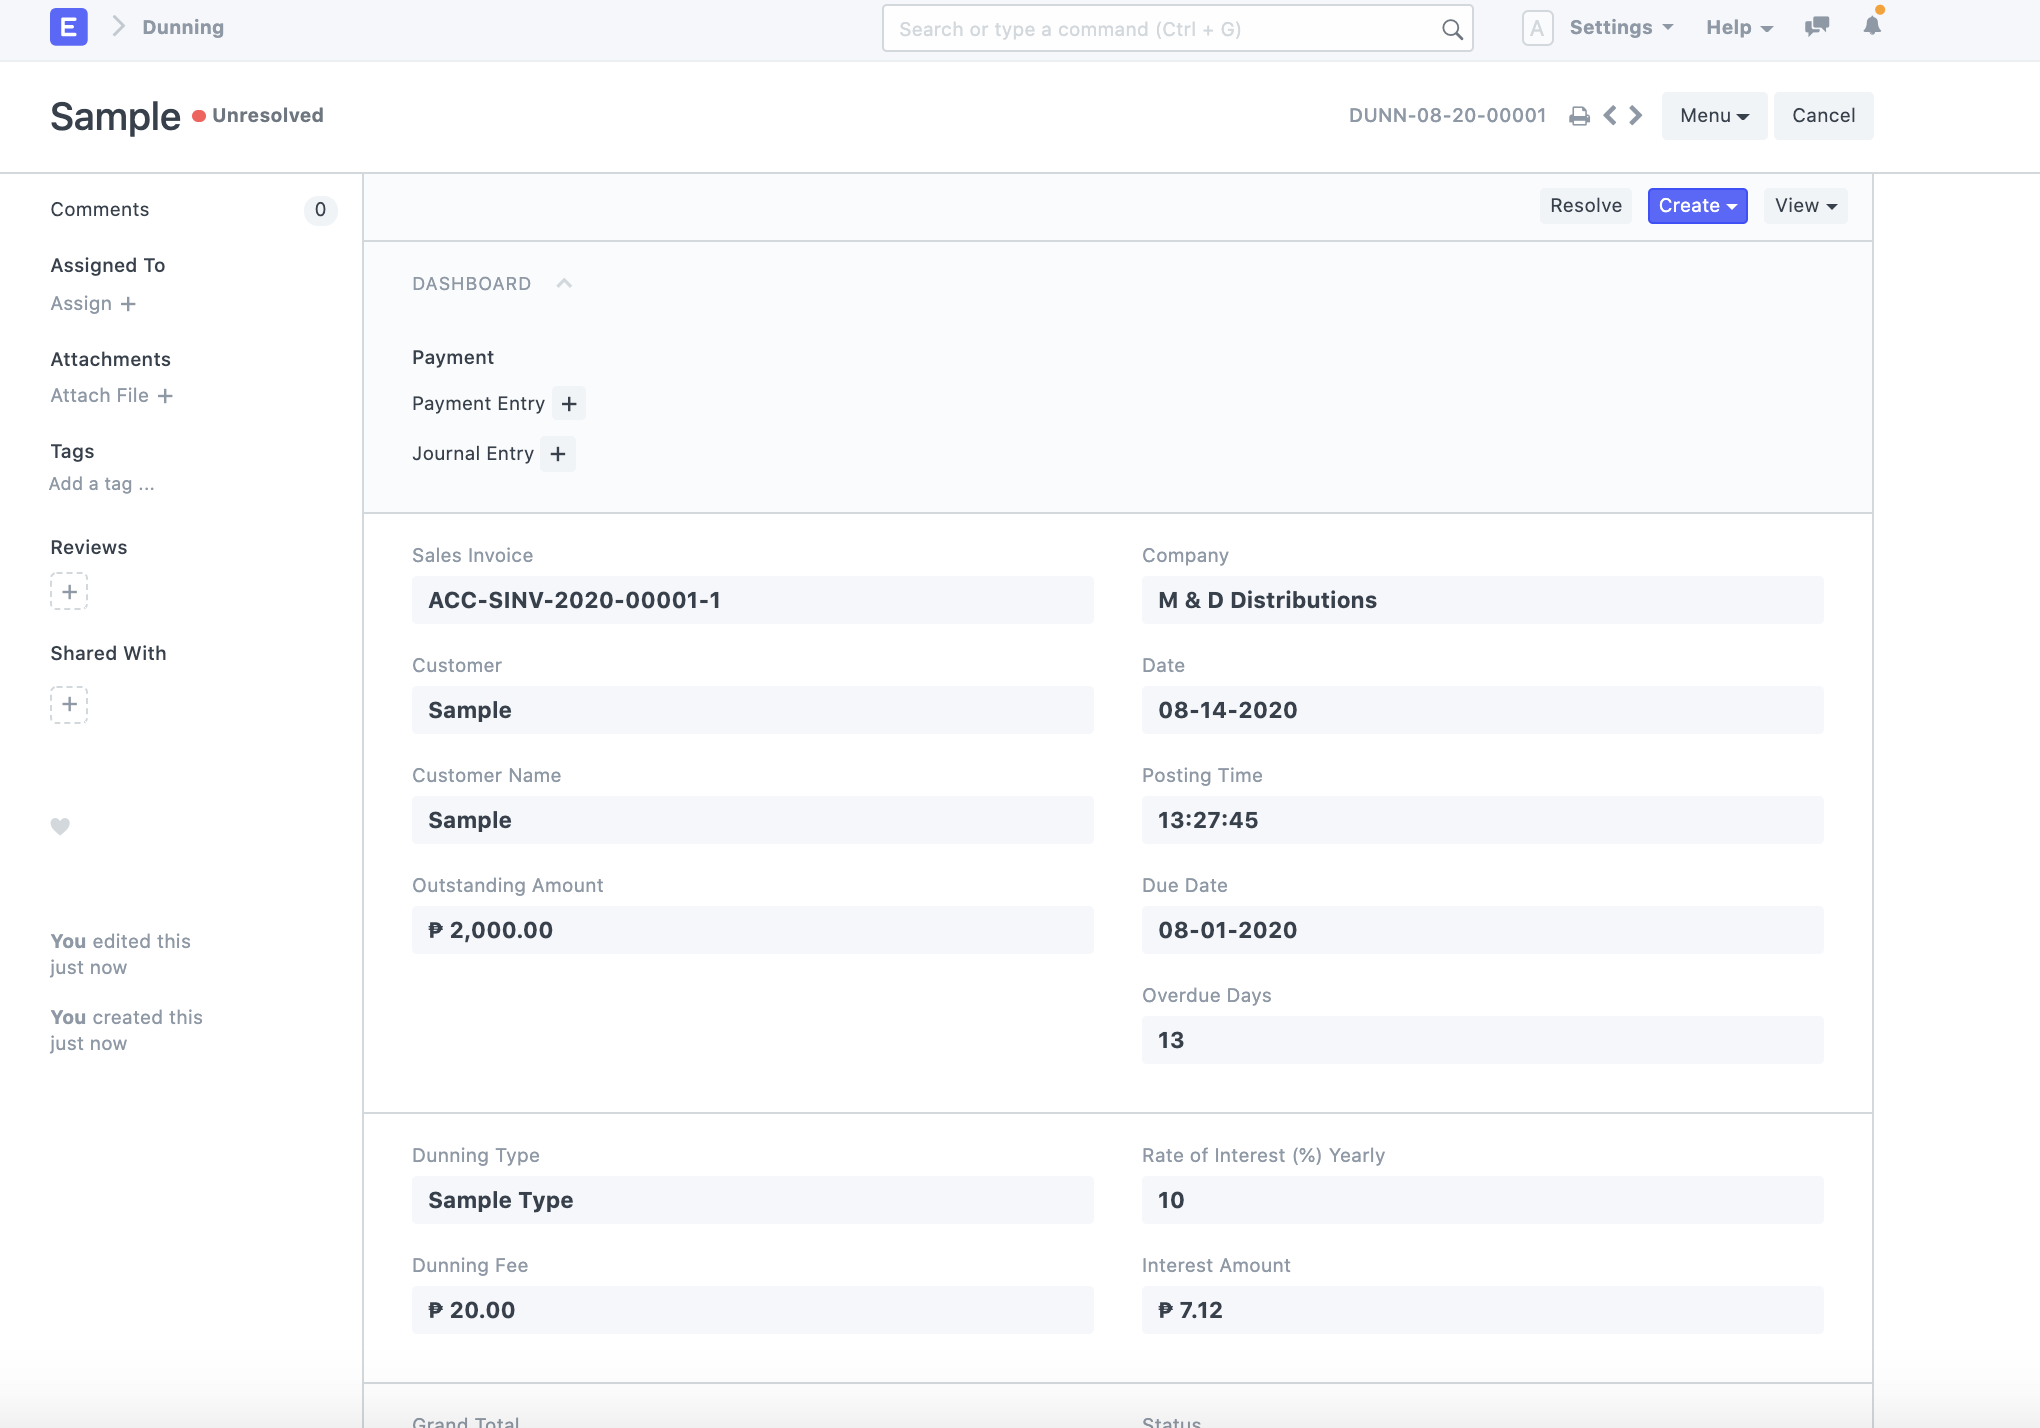 E
Dunning
Search or type a command (Ctrl + G)
A
Settings
Help
Sample
Unresolved
DUNN-08-20-00001
Menu
Cancel
Comments
0
Assigned To
Assign +
Attachments
Attach File +
Tags
Add a tag ...
Reviews
+
Shared With
+
You edited this
just now
You created this
just now
Resolve
Create
View
DASHBOARD
Payment
Payment Entry +
Journal Entry +
Sales Invoice
ACC-SINV-2020-00001-1
Customer
Sample
Customer Name
Sample
Outstanding Amount
₱ 2,000.00
Company
M & D Distributions
Date
08-14-2020
Posting Time
13:27:45
Due Date
08-01-2020
Overdue Days
13
Dunning Type
Sample Type
Dunning Fee
₱ 20.00
Rate of Interest (%) Yearly
10
Interest Amount
₱ 7.12
Grand Total
Status